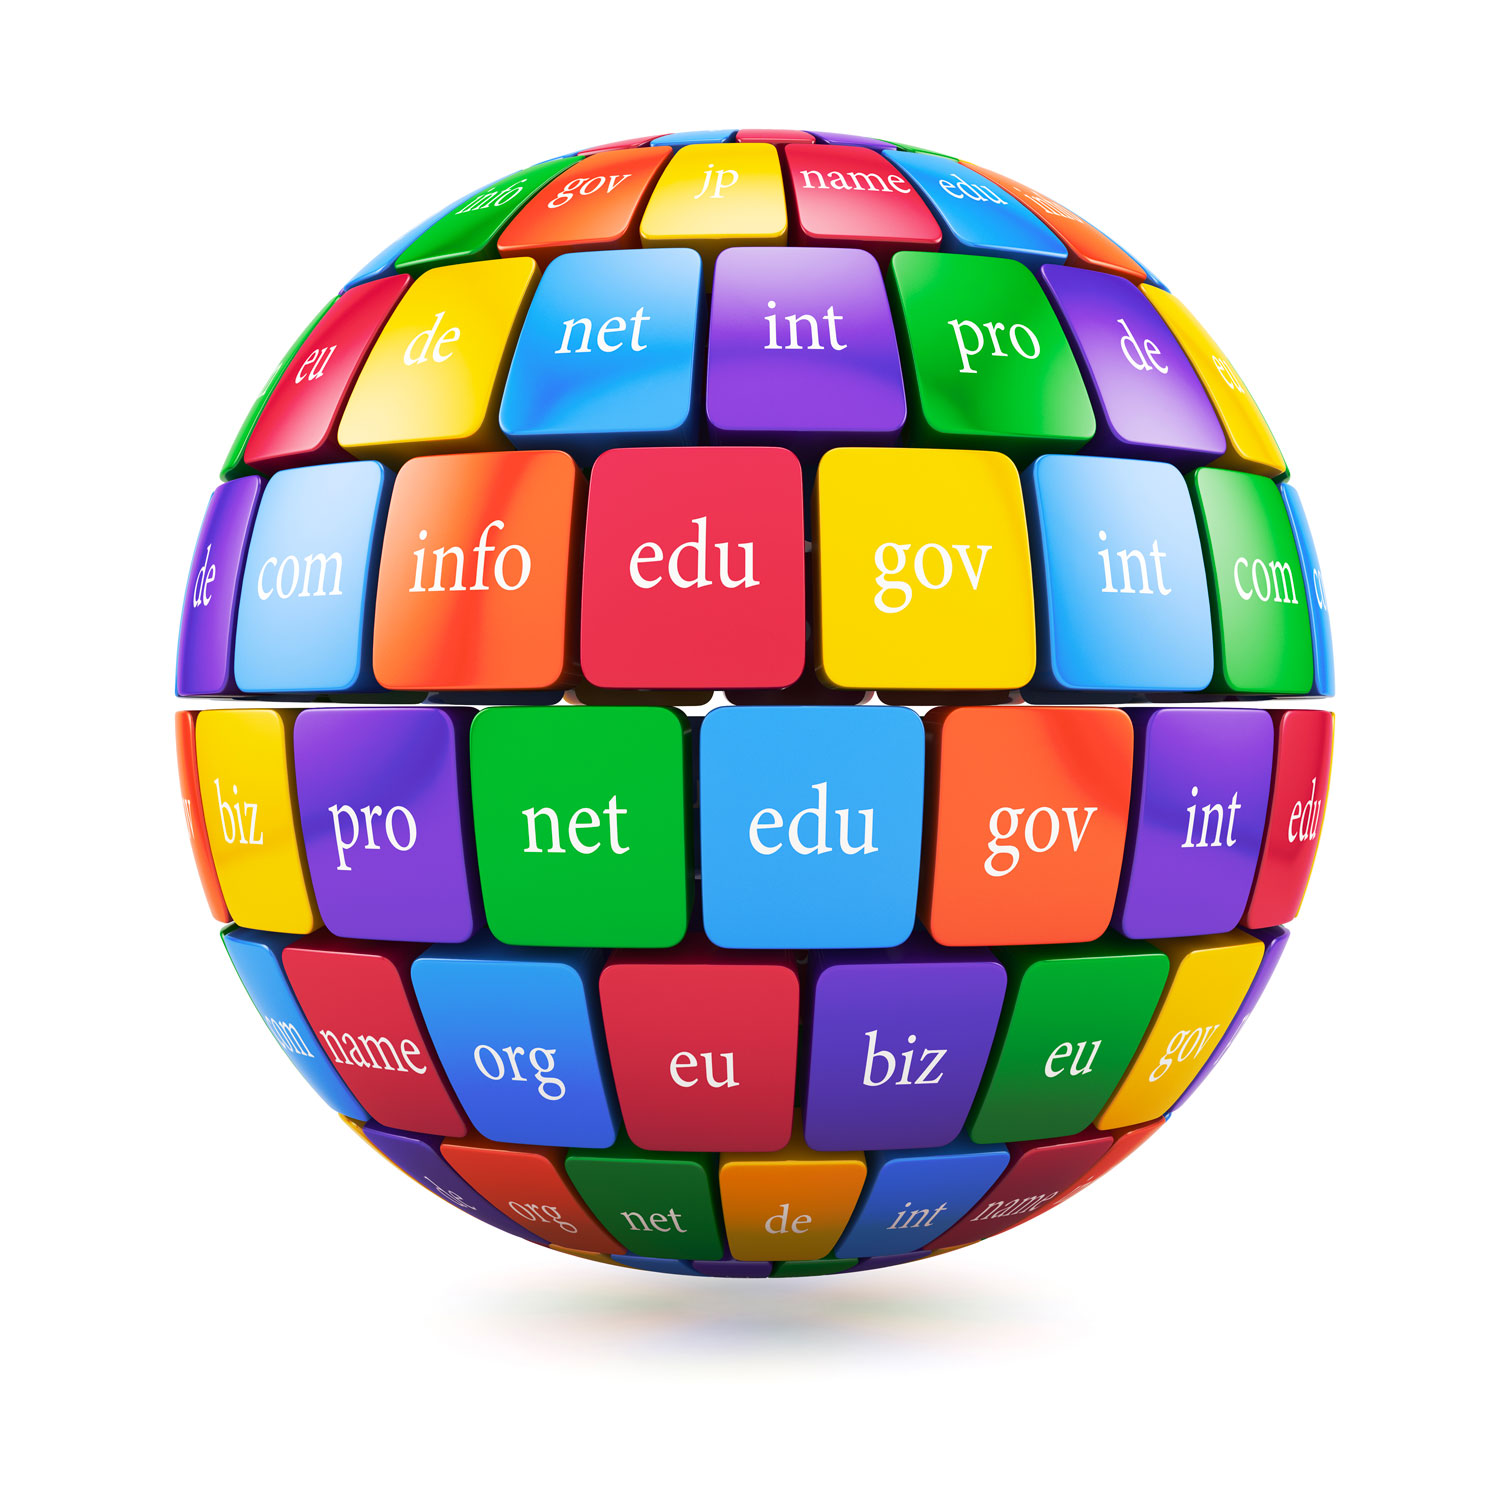 info gov jp name edu
eu de net int pro de eu
de com info edu gov int com
biz pro net edu gov int edu
com name org eu biz eu gov
de org net de int name